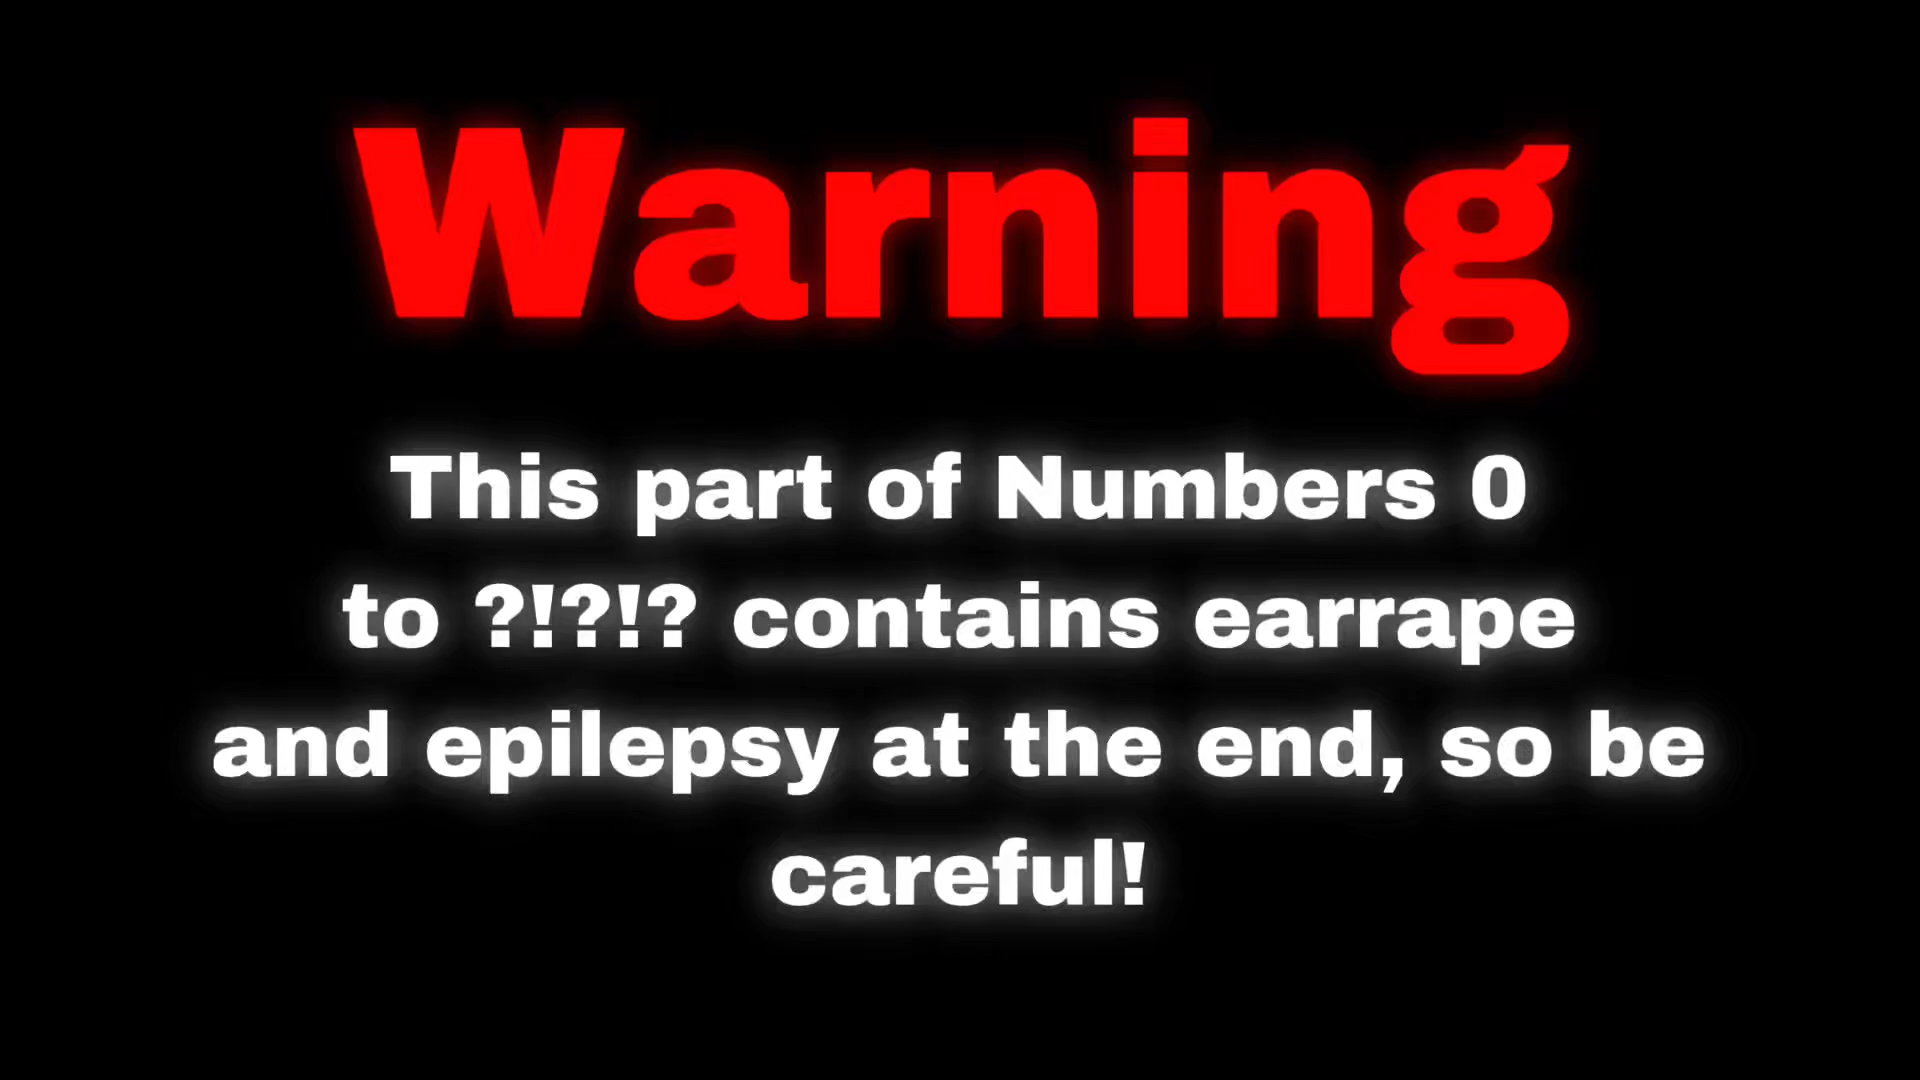 Warning
This part of Numbers 0
to ?!?!? contains earrape
and epilepsy at the end, so be
careful!